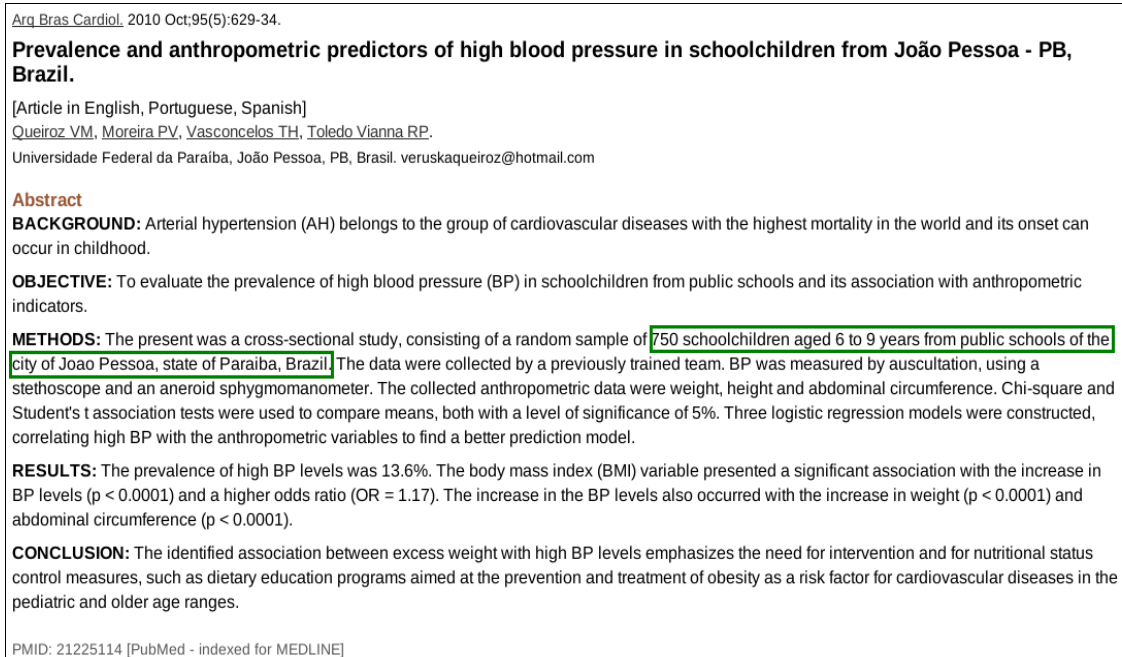 Arq Bras Cardiol. 2010 Oct;95(5):629-34.
Prevalence and anthropometric predictors of high blood pressure in schoolchildren from João Pessoa - PB,
Brazil.
[Article in English, Portuguese, Spanish]
Queiroz VM, Moreira PV, Vasconcelos TH, Toledo Vianna RP.
Universidade Federal da Paraíba, João Pessoa, PB, Brasil. veruskaqueiroz@hotmail.com
Abstract
BACKGROUND: Arterial hypertension (AH) belongs to the group of cardiovascular diseases with the highest mortality in the world and its onset can
occur in childhood.
OBJECTIVE: To evaluate the prevalence of high blood pressure (BP) in schoolchildren from public schools and its association with anthropometric
indicators.
METHODS: The present was a cross-sectional study, consisting of a random sample of 750 schoolchildren aged 6 to 9 years from public schools of the
city of Joao Pessoa, state of Paraiba, Brazil. The data were collected by a previously trained team. BP was measured by auscultation, using a
stethoscope and an aneroid sphygmomanometer. The collected anthropometric data were weight, height and abdominal circumference. Chi-square and
Student's t association tests were used to compare means, both with a level of significance of 5%. Three logistic regression models were constructed,
correlating high BP with the anthropometric variables to find a better prediction model.
RESULTS: The prevalence of high BP levels was 13.6%. The body mass index (BMI) variable presented a significant association with the increase in
BP levels (p < 0.0001) and a higher odds ratio (OR = 1.17). The increase in the BP levels also occurred with the increase in weight (p < 0.0001) and
abdominal circumference (p < 0.0001).
CONCLUSION: The identified association between excess weight with high BP levels emphasizes the need for intervention and for nutritional status
control measures, such as dietary education programs aimed at the prevention and treatment of obesity as a risk factor for cardiovascular diseases in the
pediatric and older age ranges.
PMID: 21225114 [PubMed - indexed for MEDLINE]